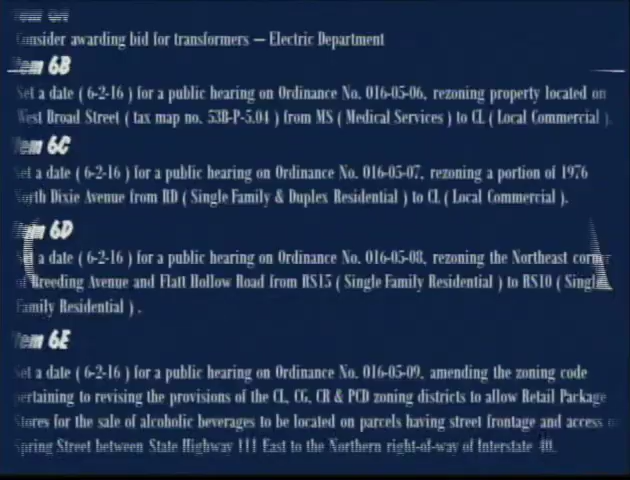 Consider awarding bid for transformers — Electric Department
Item 6B
Set a date ( 6-2-16 ) for a public hearing on Ordinance No. 016-05-06, rezoning property located on
West Broad Street ( tax map no. 53B-P-5.04 ) from MS ( Medical Services ) to CL ( Local Commercial ).
Item 6C
Set a date ( 6-2-16 ) for a public hearing on Ordinance No. 016-05-07, rezoning a portion of 1976
North Dixie Avenue from RD ( Single Family & Duplex Residential ) to CL ( Local Commercial ).
Item 6D
Set a date ( 6-2-16 ) for a public hearing on Ordinance No. 016-05-08, rezoning the Northeast corner
of Breeding Avenue and Flatt Hollow Road from RS15 ( Single Family Residential ) to RS10 ( Single
Family Residential ).
Item 6E
Set a date ( 6-2-16 ) for a public hearing on Ordinance No. 016-05-09, amending the zoning code
pertaining to revising the provisions of the CL, CG, CR & PCD zoning districts to allow Retail Package
Stores for the sale of alcoholic beverages to be located on parcels having street frontage and access
Spring Street between State Highway 111 East to the Northern right-of-way of Interstate 40.